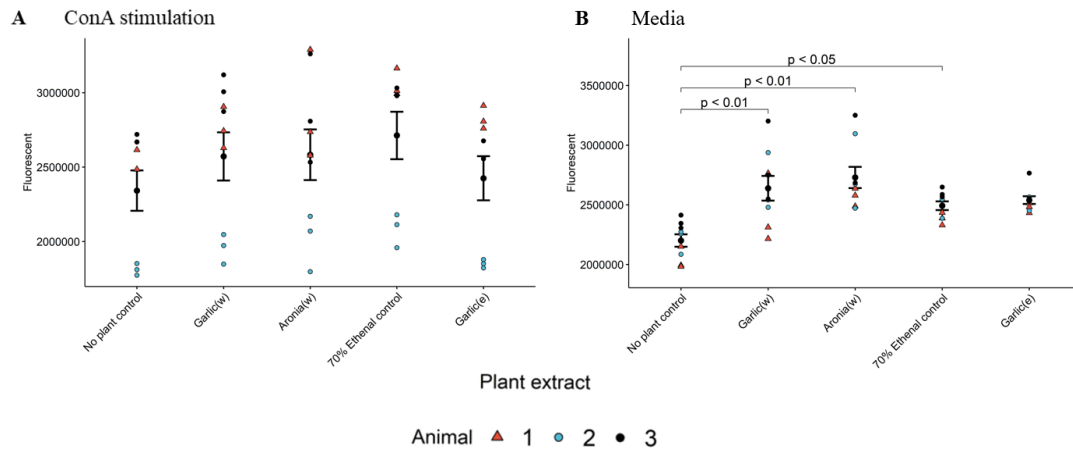 A ConA stimulation
Fluorescent
3000000
2500000
2000000
No plant control
Garlic(w)
Aronia(w)
70% Ethenal control
Garlic(e)
B Media
Fluorescent
3500000
3000000
2500000
2000000
p < 0.05
p < 0.01
p < 0.01
No plant control
Garlic(w)
Aronia(w)
70% Ethenal control
Garlic(e)
Plant extract
Animal 1 2 3